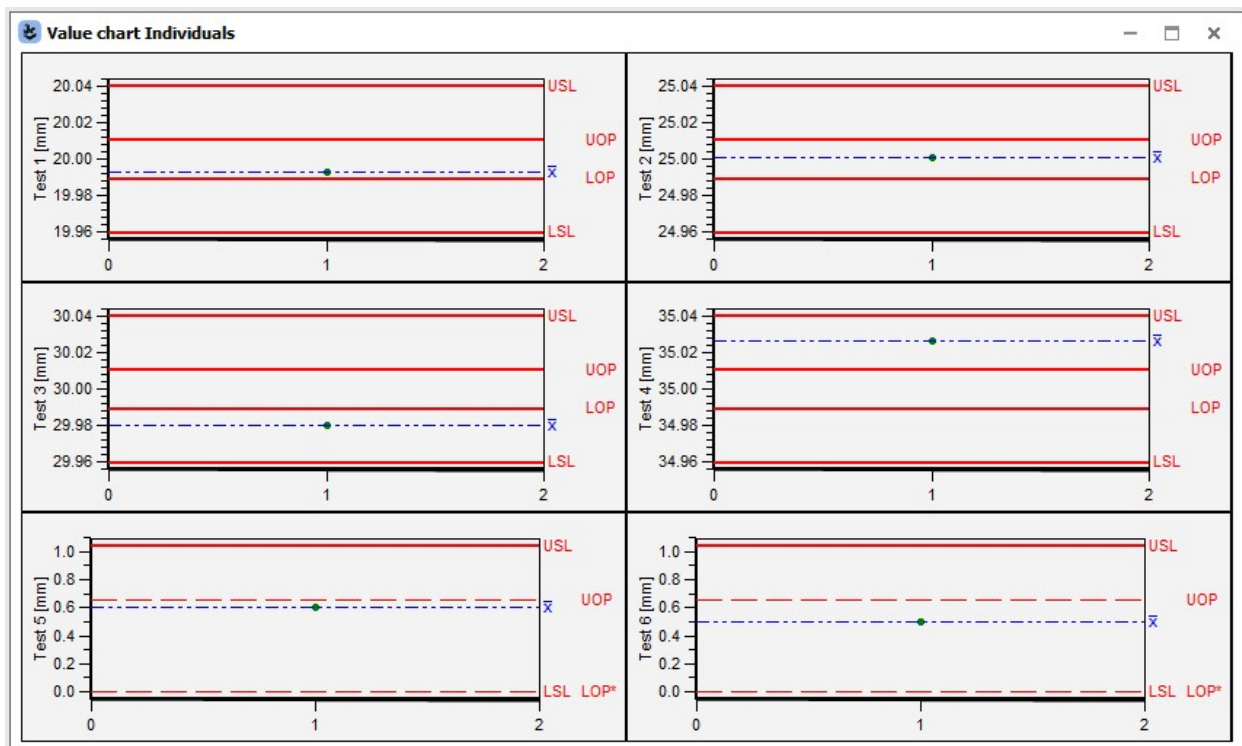 Value chart Individuals
Test 1 [mm]
20.04
20.02
20.00
19.98
19.96
USL
UOP
x̅
LOP
LSL
0 1 2
Test 2 [mm]
25.04
25.02
25.00
24.98
24.96
USL
UOP
x̅
LOP
LSL
0 1 2
Test 3 [mm]
30.04
30.02
30.00
29.98
29.96
USL
UOP
LOP
x̅
LSL
0 1 2
Test 4 [mm]
35.04
35.02
35.00
34.98
34.96
USL
x̅
UOP
LOP
LSL
0 1 2
Test 5 [mm]
1.0
0.8
0.6
0.4
0.2
0.0
USL
UOP
x̅
LSL LOP*
0 1 2
Test 6 [mm]
1.0
0.8
0.6
0.4
0.2
0.0
USL
UOP
x̅
LSL LOP*
0 1 2